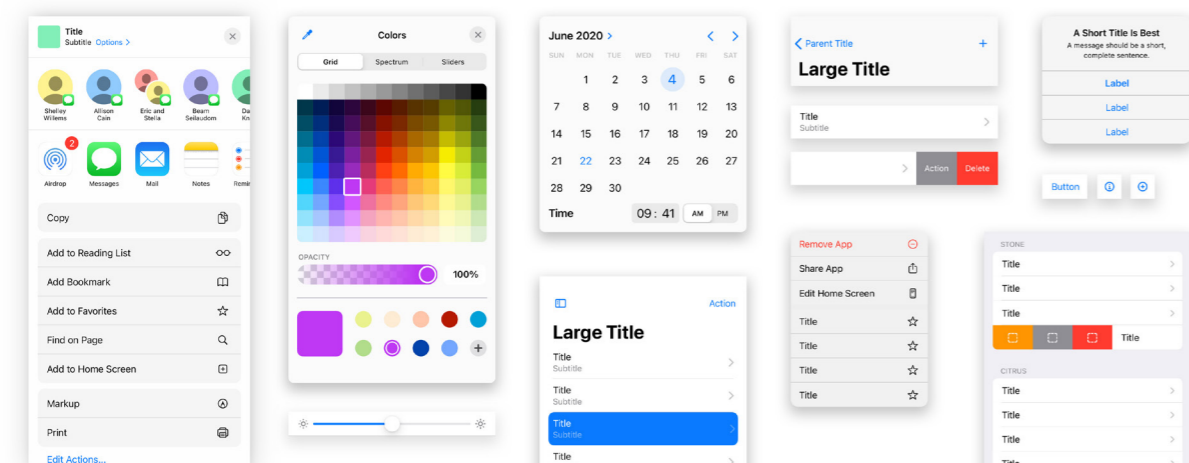 Title
Subtitle Options >
Shelley
Willems
Allison
Cain
Eric and
Stella
Beam
Seilaudom
2
Airdrop
Messages
Mail
Notes
Copy
Add to Reading List
Add Bookmark
Add to Favorites
Find on Page
Add to Home Screen
Markup
Print
Edit Actions...
Colors
Grid Spectrum Sliders
OPACITY
100%
June 2020 >
SUN MON TUE WED THU FRI SAT
1 2 3 4 5 6
7 8 9 10 11 12 13
14 15 16 17 18 19 20
21 22 23 24 25 26 27
28 29 30
Time 09: 41 AM PM
Action
Large Title
Title
Subtitle
Title
Subtitle
Title
Subtitle
Title
Parent Title
Large Title
Title
Subtitle
Action Delete
Remove App
Share App
Edit Home Screen
Title
Title
Title
Title
A Short Title Is Best
A message should be a short,
complete sentence.
Label
Label
Label
Button
STONE
Title
Title
Title
Title
CITRUS
Title
Title
Title
Title